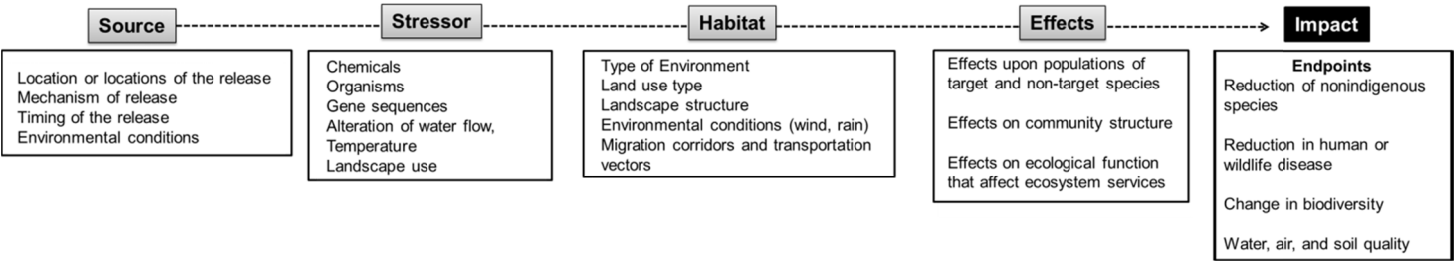 Source
Stressor
Habitat
Effects
Impact
Location or locations of the release
Mechanism of release
Timing of the release
Environmental conditions
Chemicals
Organisms
Gene sequences
Alteration of water flow,
Temperature
Landscape use
Type of Environment
Land use type
Landscape structure
Environmental conditions (wind, rain)
Migration corridors and transportation
vectors
Effects upon populations of
target and non-target species
Effects on community structure
Effects on ecological function
that affect ecosystem services
Endpoints
Reduction of nonindigenous
species
Reduction in human or
wildlife disease
Change in biodiversity
Water, air, and soil quality